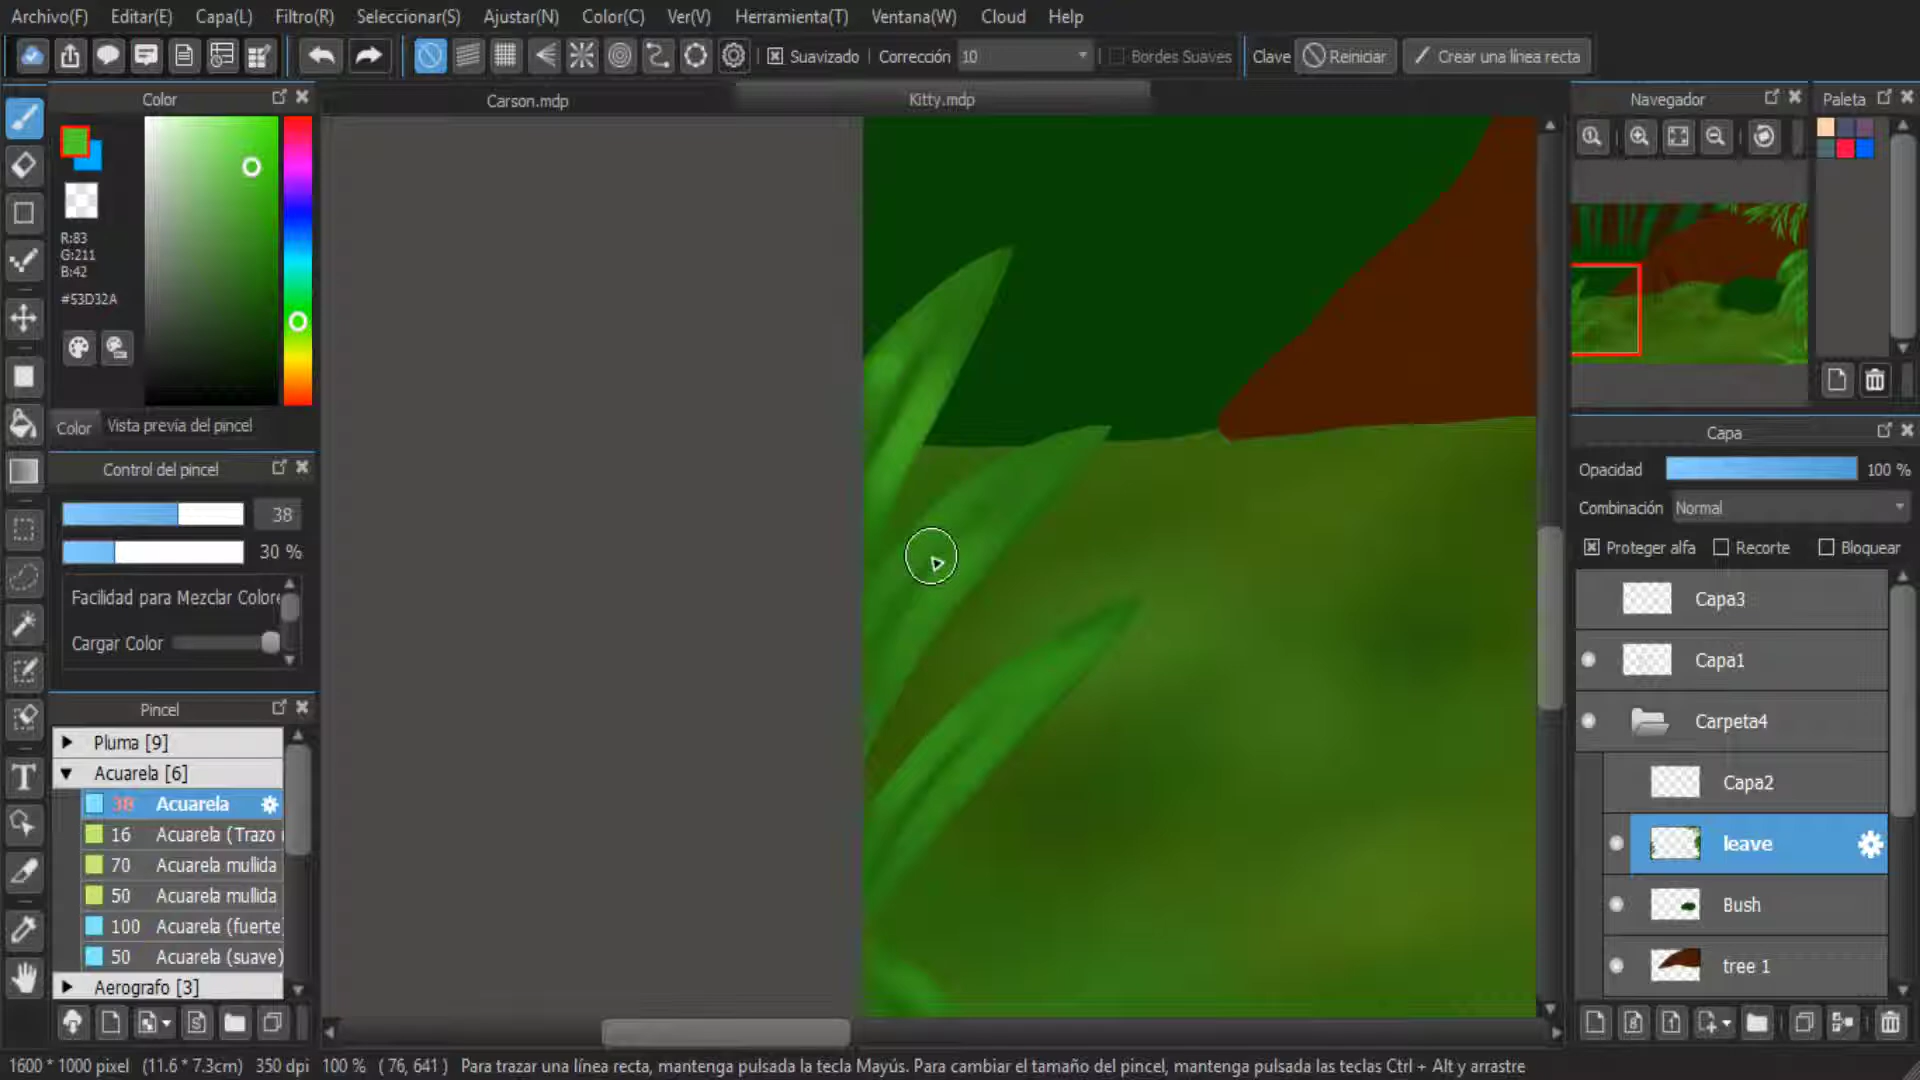 Archivo(F) Editar(E) Capa(L) Filtro(R) Seleccionar(S) Ajustar(N) Color(C) Ver(V) Herramienta(T) Ventana(W) Cloud Help
Suavizado Corrección 10 Bordes Suaves Clave Reiniciar Crear una línea recta
Color
Carson.mdp Kitty.mdp
Navegador
Paleta
R:83
G:211
B:42
#53D32A
Color Vista previa del pincel
Control del pincel
38
30 %
Facilidad para Mezclar Colore
Cargar Color
Pincel
Pluma [9]
Acuarela [6]
38 Acuarela
16 Acuarela (Trazo
70 Acuarela mullida
50 Acuarela mullida
100 Acuarela (fuerte)
50 Acuarela (suave)
Aerografo [3]
Capa
Opacidad 100 %
Combinación Normal
Proteger alfa Recorte Bloquear
Capa3
Capa1
Carpeta4
Capa2
leave
Bush
tree 1
1600 * 1000 pixel (11.6 * 7.3cm) 350 dpi 100 % ( 76, 641 ) Para trazar una línea recta, mantenga pulsada la tecla Mayús. Para cambiar el tamaño del pincel, mantenga pulsada las teclas Ctrl + Alt y arrastre